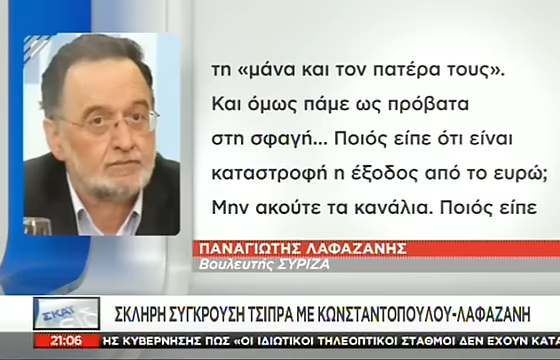 τη «μάνα και τον πατέρα τους».
Και όμως πάμε ως πρόβατα
στη σφαγή... Ποιός είπε ότι είναι
καταστροφή η έξοδος από το ευρώ;
Μην ακούτε τα κανάλια. Ποιός είπε
ΠΑΝΑΓΙΩΤΗΣ ΛΑΦΑΖΑΝΗΣ
Βουλευτής ΣΥΡΙΖΑ
ΣΚΑΪ
ΣΚΛΗΡΗ ΣΥΓΚΡΟΥΣΗ ΤΣΙΠΡΑ ΜΕ ΚΩΝΣΤΑΝΤΟΠΟΥΛΟΥ-ΛΑΦΑΖΑΝΗ
21:06 ΗΣ ΚΥΒΕΡΝΗΣΗΣ ΠΩΣ «ΟΙ ΙΔΙΩΤΙΚΟΙ ΤΗΛΕΟΠΤΙΚΟΙ ΣΤΑΘΜΟΙ ΔΕΝ ΕΧΟΥΝ ΚΑΤ